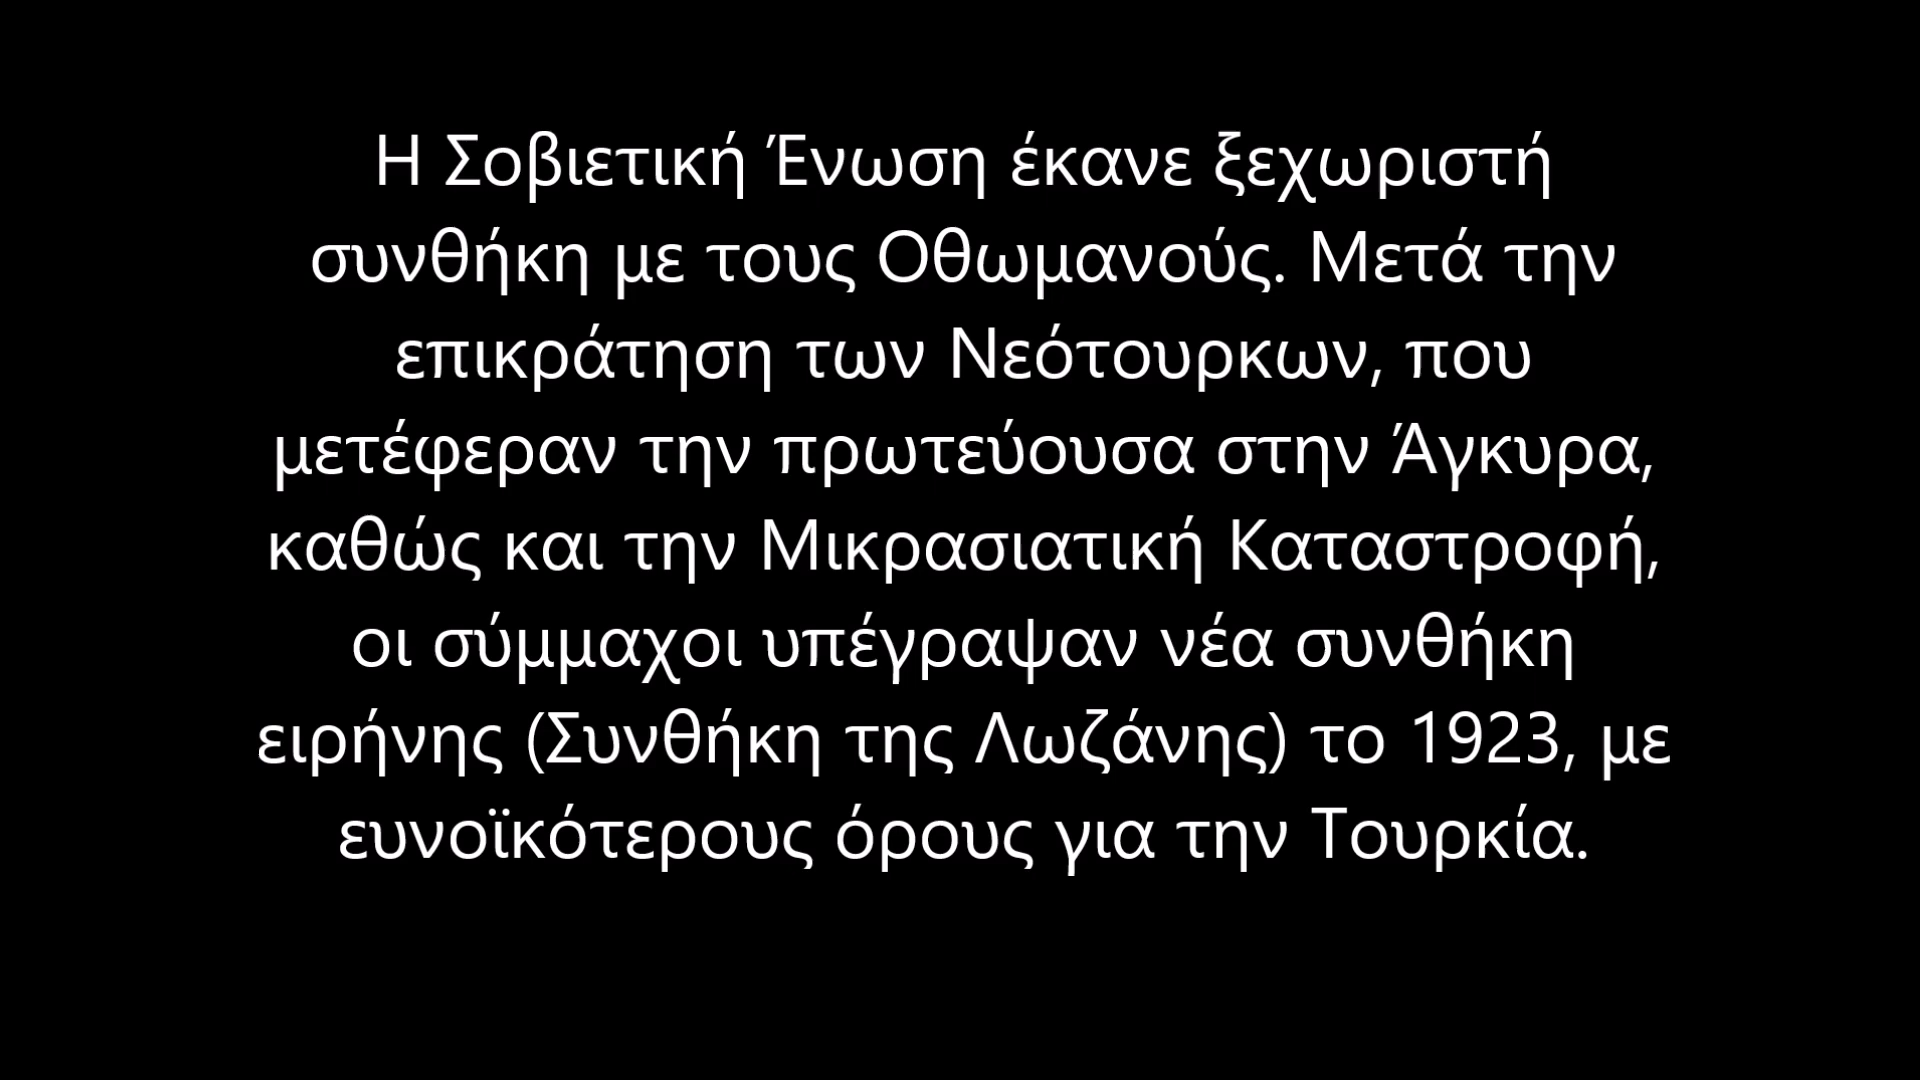 Η Σοβιετική Ένωση έκανε ξεχωριστή
συνθήκη με τους Οθωμανούς. Μετά την
επικράτηση των Νεότουρκων, που
μετέφεραν την πρωτεύουσα στην Άγκυρα,
καθώς και την Μικρασιατική Καταστροφή,
οι σύμμαχοι υπέγραψαν νέα συνθήκη
ειρήνης (Συνθήκη της Λωζάνης) το 1923, με
ευνοϊκότερους όρους για την Τουρκία.